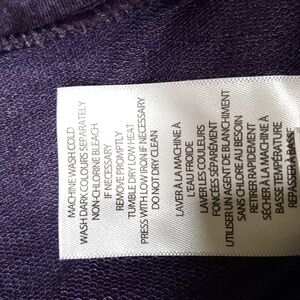 MACHINE WASH COLD
WASH DARK COLOURS SEPARATELY
NON-CHLORINE BLEACH
IF NECESSARY
REMOVE PROMPTLY
TUMBLE DRY LOW HEAT
PRESS WITH LOW IRON IF NECESSARY
DO NOT DRY CLEAN
LAVER À LA MACHINE À
L'EAU FROIDE
LAVER LES COULEURS
FONCÉES SÉPARÉMENT
UTILISER UN AGENT DE BLANCHIMENT
SANS CHLORE AU BESOIN
RETIRER RAPIDEMENT
SÉCHER À LA MACHINE À
BASSE TEMPÉRATURE
REPASSER À BASSE